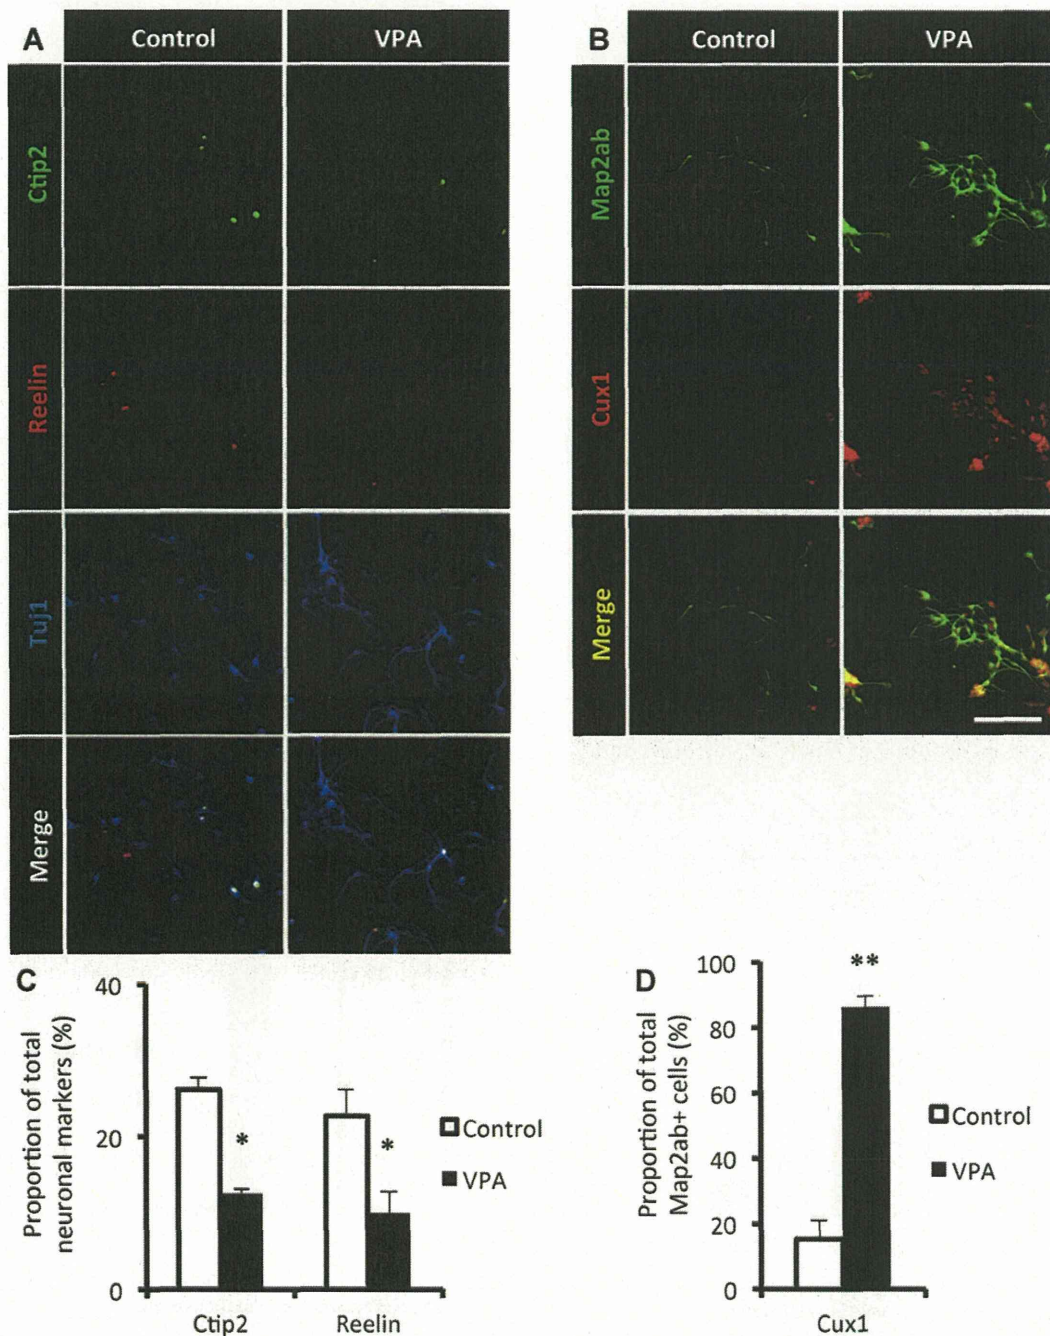 A
Control
VPA
Ctip2
Reelin
Tuj1
Merge
B
Control
VPA
Map2ab
Cux1
Merge
C
Proportion of total
neuronal markers (%)
40
20
0
*
*
Ctip2
Reelin
Control
VPA
D
Proportion of total
Map2ab+ cells (%)
100
80
60
40
20
0
**
Cux1
Control
VPA